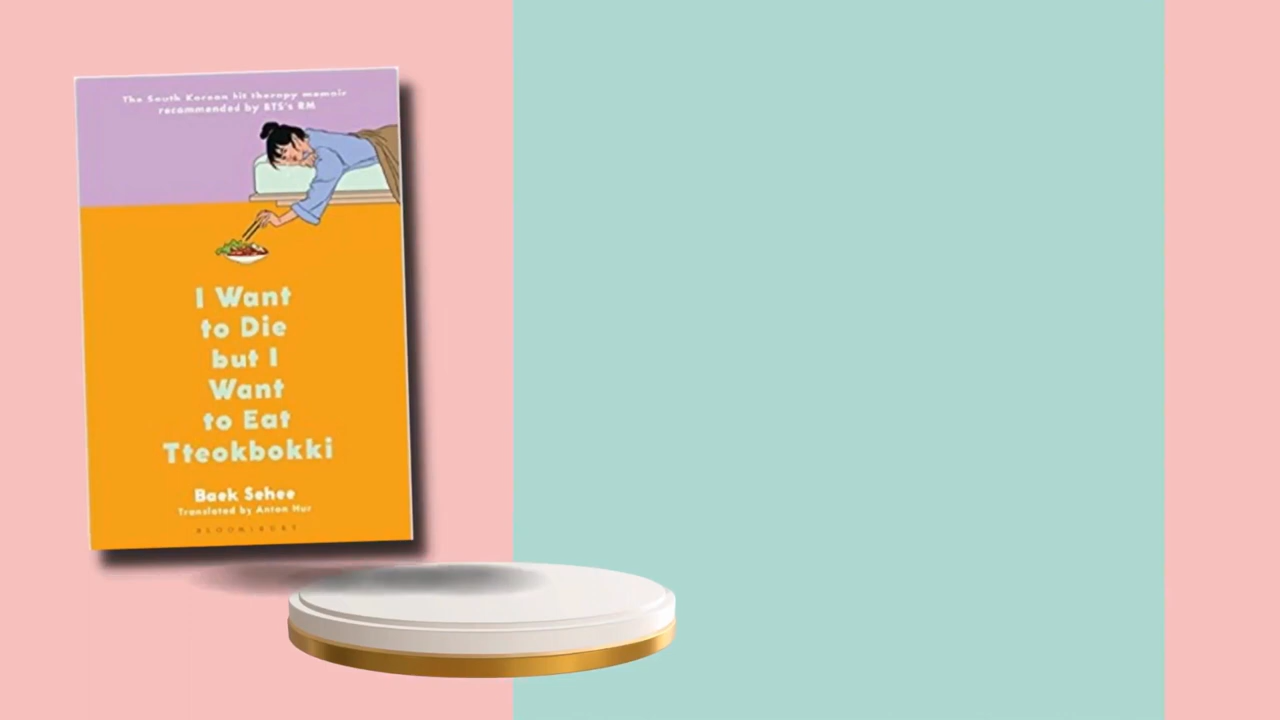 The South Korean hit therapy memoir
recommended by BTS's RM
I Want
to Die
but I
Want
to Eat
Tteokbokki
Baek Sehee
Translated by Anton Hur
BLOOMSBURY